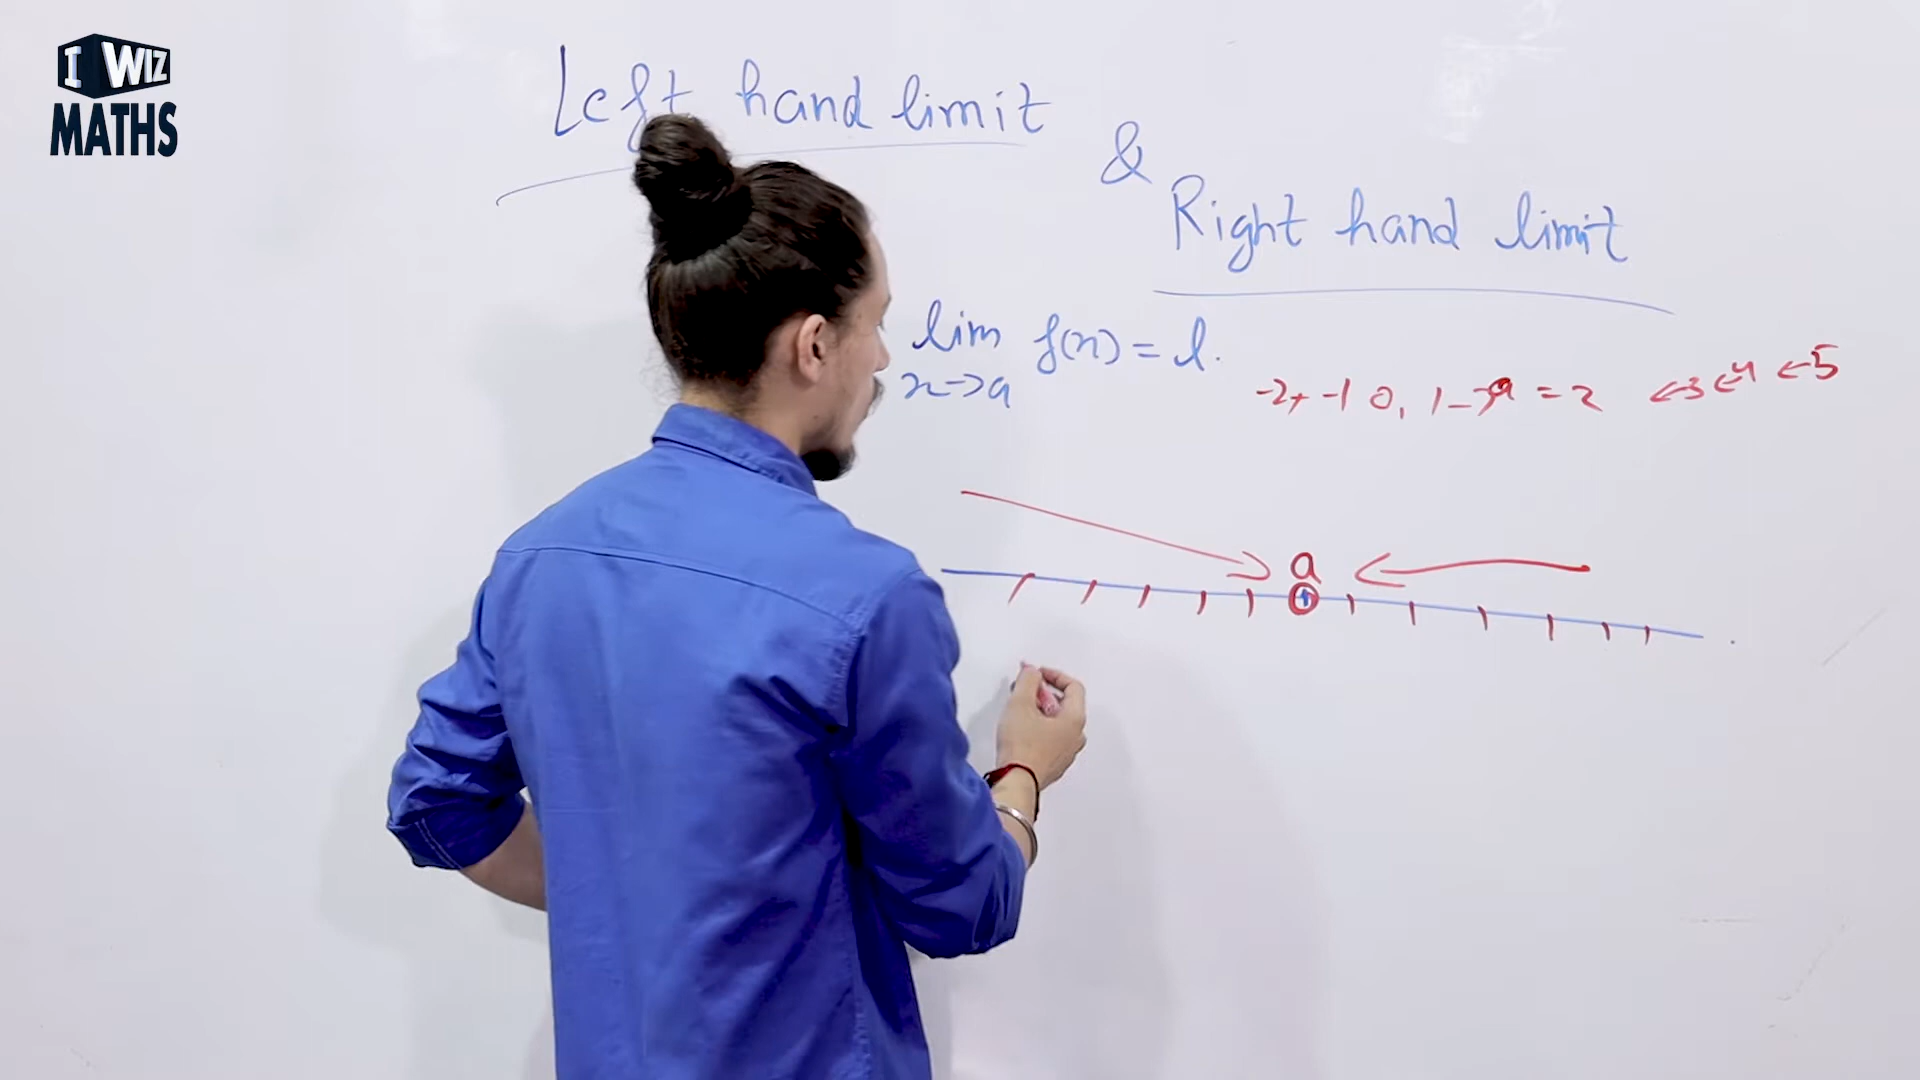 I WIZ
MATHS
Left hand limit
&
Right hand limit
lim f(x) = l.
x→a
-2, -1 0, 1 → a = 2 ←3 ←4 ←5
a